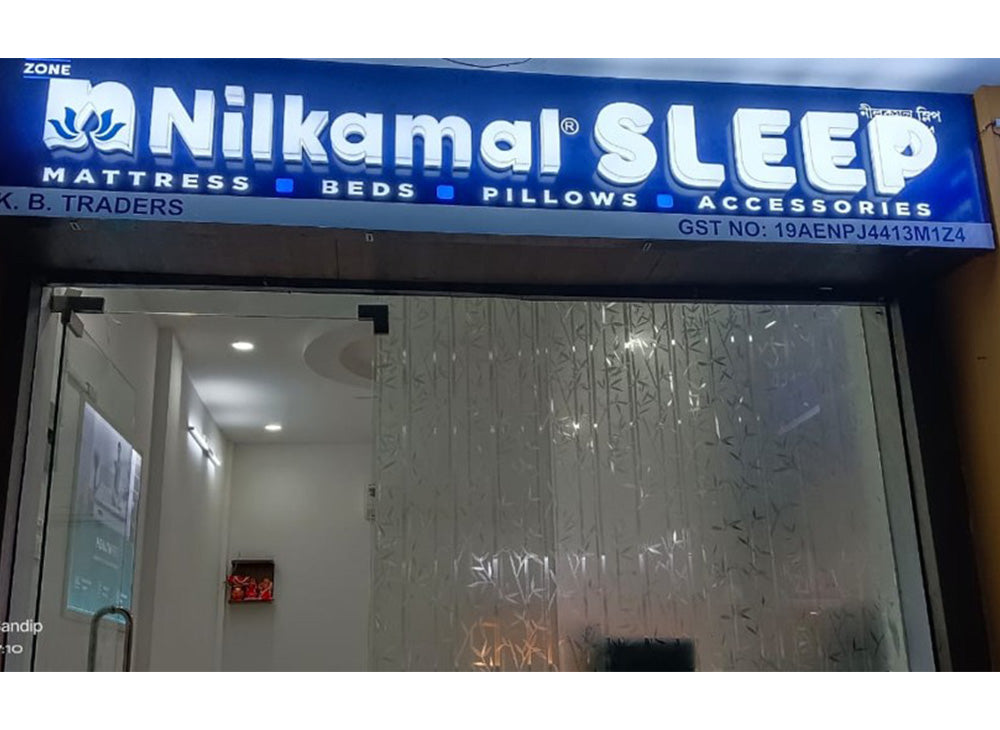 ZONE
Nilkamal® SLEEP
নীলকমল স্লিপ
MATTRESS BEDS PILLOWS ACCESSORIES
K. B. TRADERS
GST NO: 19AENPJ4413M1Z4